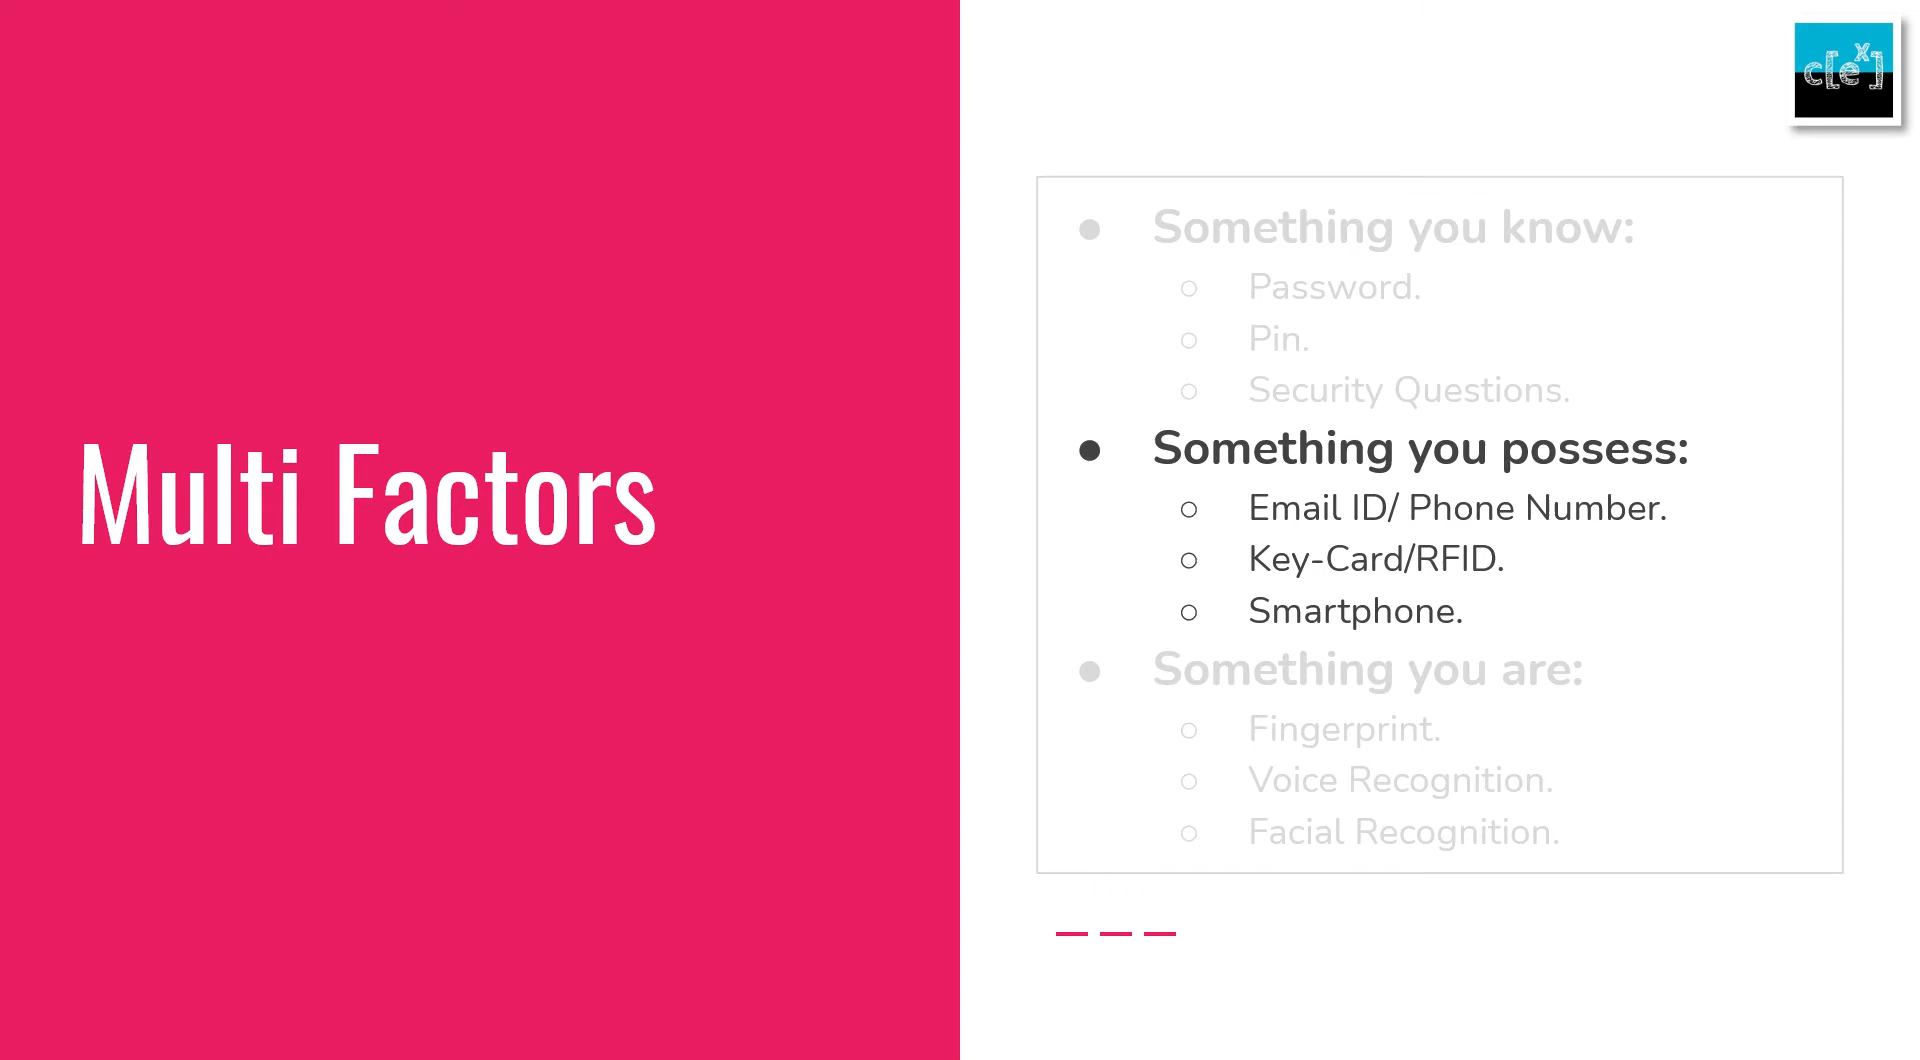 c[e^x]
Multi Factors
● Something you know:
○ Password.
○ Pin.
○ Security Questions.
● Something you possess:
○ Email ID/ Phone Number.
○ Key-Card/RFID.
○ Smartphone.
● Something you are:
○ Fingerprint.
○ Voice Recognition.
○ Facial Recognition.